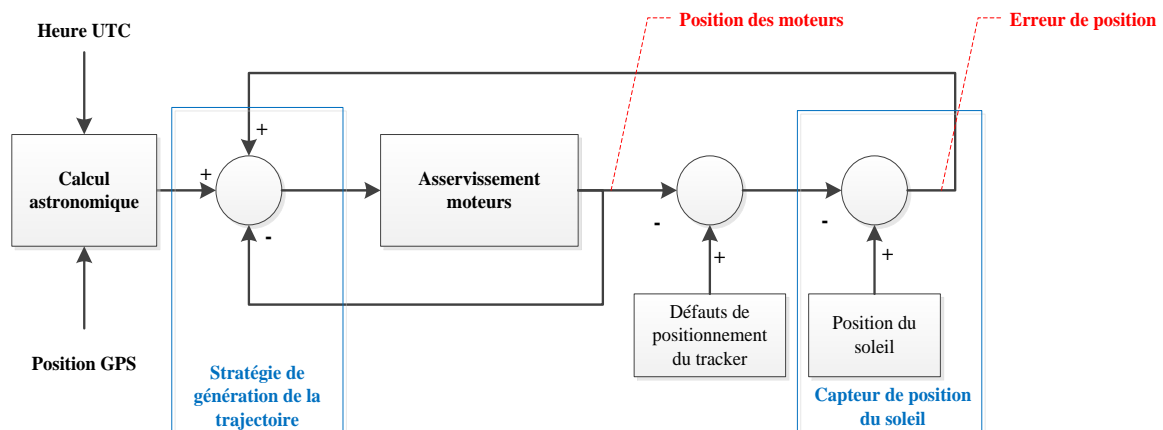 Position des moteurs
Erreur de position
Heure UTC
+
+
Calcul
astronomique
Asservissement
moteurs
-
-
-
+
+
Défauts de
positionnement
du tracker
Position du
soleil
Position GPS
Stratégie de
génération de la
trajectoire
Capteur de position
du soleil